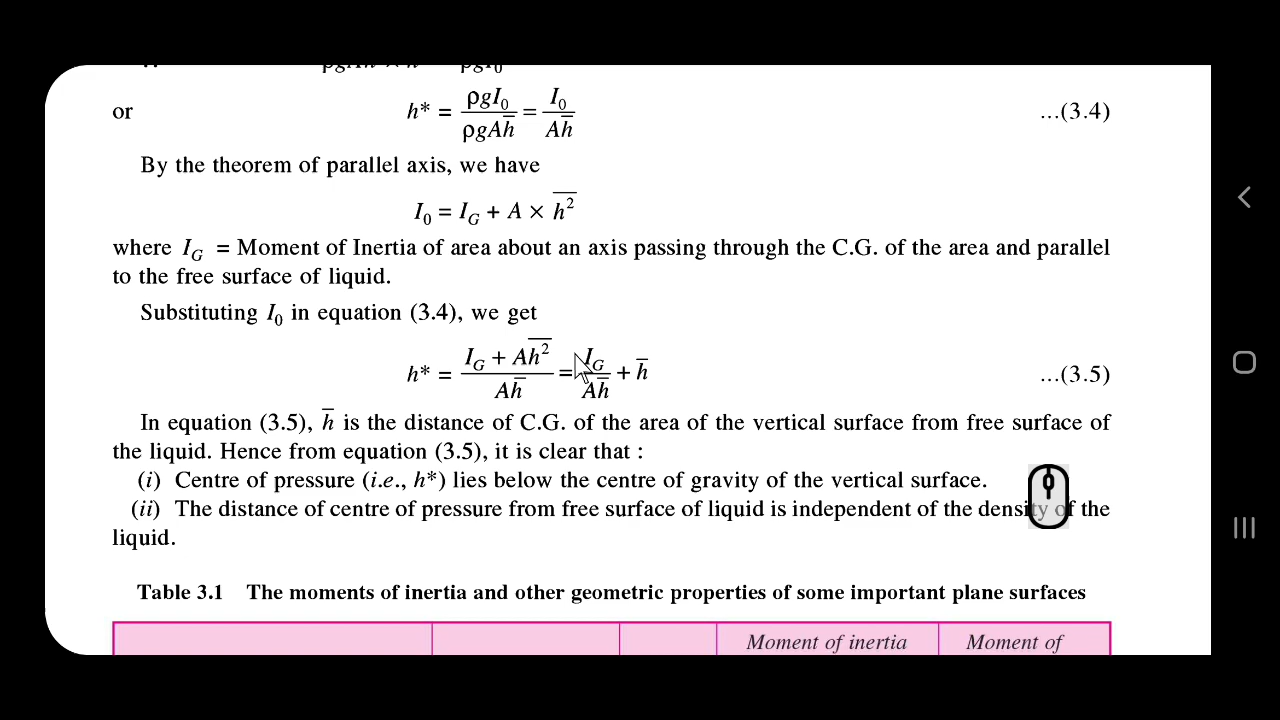 or h* = ρgI₀/ρgAh̅ = I₀/Ah̅ ...(3.4)
By the theorem of parallel axis, we have
I₀ = I_G + A × h̅²
where I_G = Moment of Inertia of area about an axis passing through the C.G. of the area and parallel
to the free surface of liquid.
Substituting I₀ in equation (3.4), we get
h* = (I_G + Ah̅²)/Ah̅ = I_G/Ah̅ + h̅ ...(3.5)
In equation (3.5), h̅ is the distance of C.G. of the area of the vertical surface from free surface of
the liquid. Hence from equation (3.5), it is clear that :
(i) Centre of pressure (i.e., h*) lies below the centre of gravity of the vertical surface.
(ii) The distance of centre of pressure from free surface of liquid is independent of the density of the
liquid.
Table 3.1 The moments of inertia and other geometric properties of some important plane surfaces
Moment of inertia Moment of